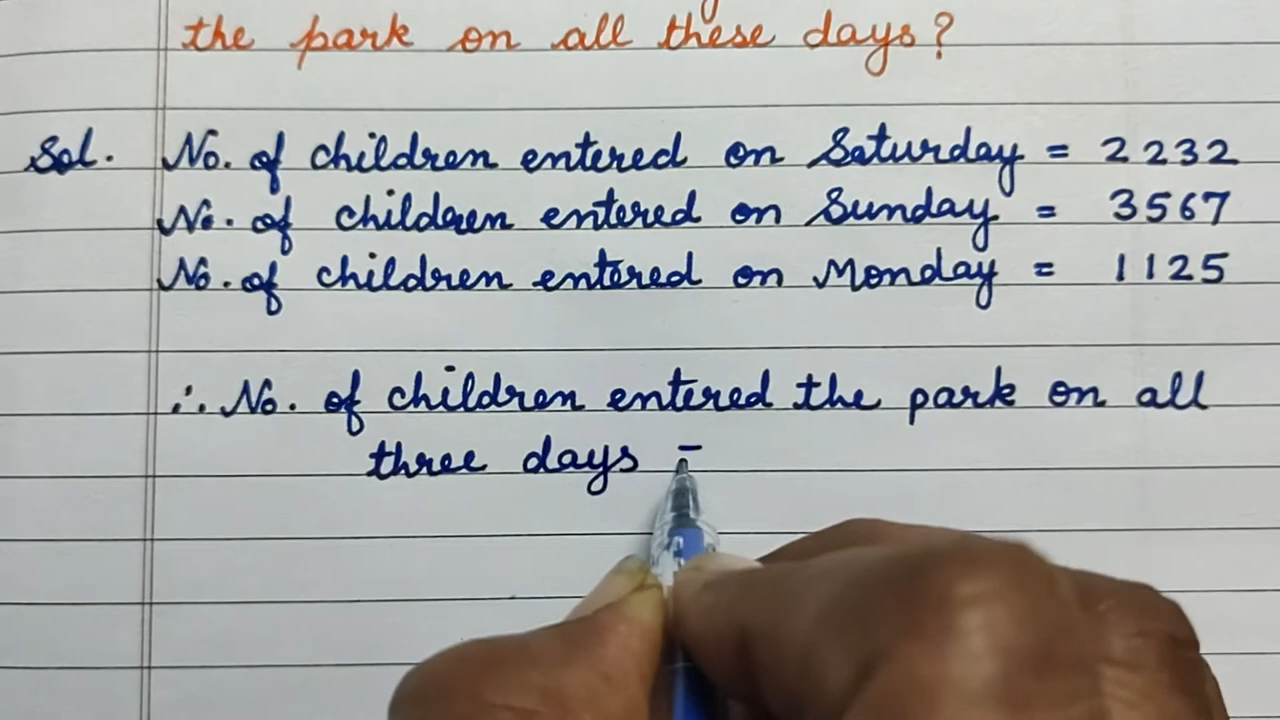 the park on all these days?
Sol. No. of children entered on Saturday = 2232
No. of children entered on Sunday = 3567
No. of children entered on Monday = 1125
∴ No. of children entered the park on all
three days =